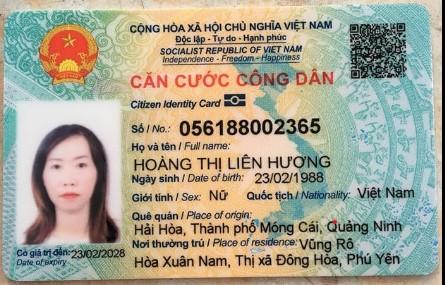 CỘNG HÒA XÃ HỘI CHỦ NGHĨA VIỆT NAM
Độc lập - Tự do - Hạnh phúc
SOCIALIST REPUBLIC OF VIET NAM
Independence - Freedom - Happiness
CĂN CƯỚC CÔNG DÂN
Citizen Identity Card
Số / No.: 056188002365
Họ và tên / Full name:
HOÀNG THỊ LIÊN HƯƠNG
Ngày sinh / Date of birth: 23/02/1988
Giới tính / Sex: Nữ Quốc tịch / Nationality: Việt Nam
Quê quán / Place of origin:
Hải Hòa, Thành phố Móng Cái, Quảng Ninh
Nơi thường trú / Place of residence: Vũng Rô
Hòa Xuân Nam, Thị xã Đông Hòa, Phú Yên
Có giá trị đến: 23/02/2028
Date of expiry